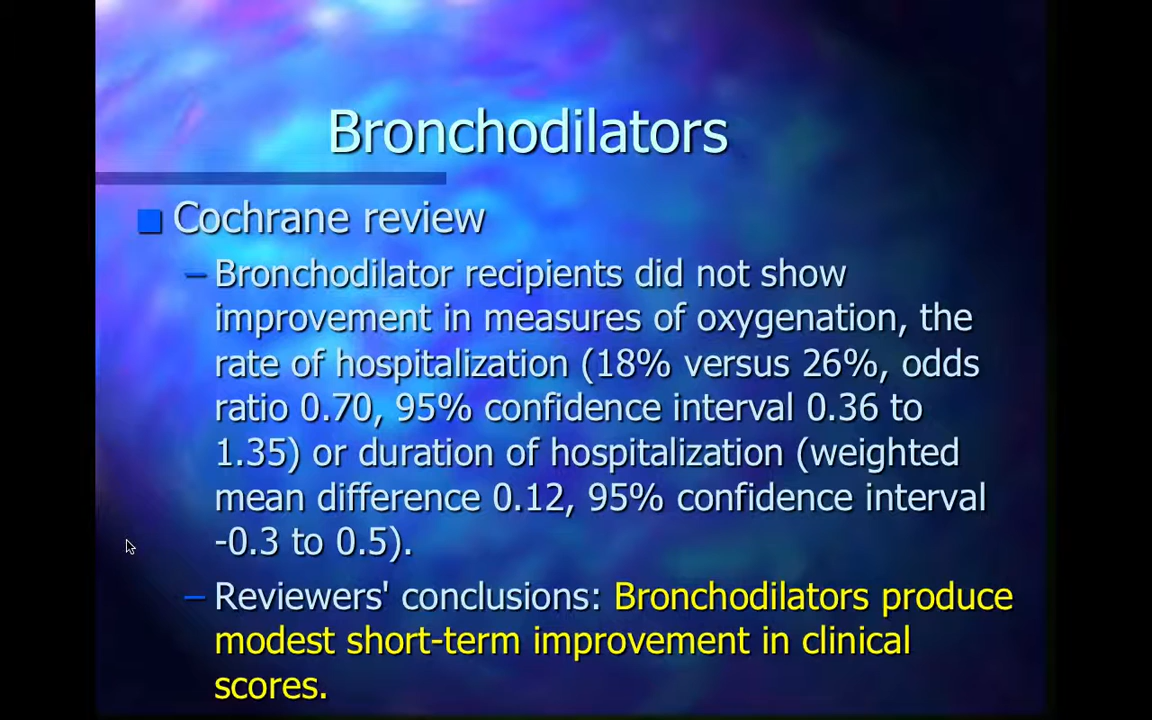 Bronchodilators
Cochrane review
–Bronchodilator recipients did not show
improvement in measures of oxygenation, the
rate of hospitalization (18% versus 26%, odds
ratio 0.70, 95% confidence interval 0.36 to
1.35) or duration of hospitalization (weighted
mean difference 0.12, 95% confidence interval
-0.3 to 0.5).
–Reviewers' conclusions: Bronchodilators produce
modest short-term improvement in clinical
scores.